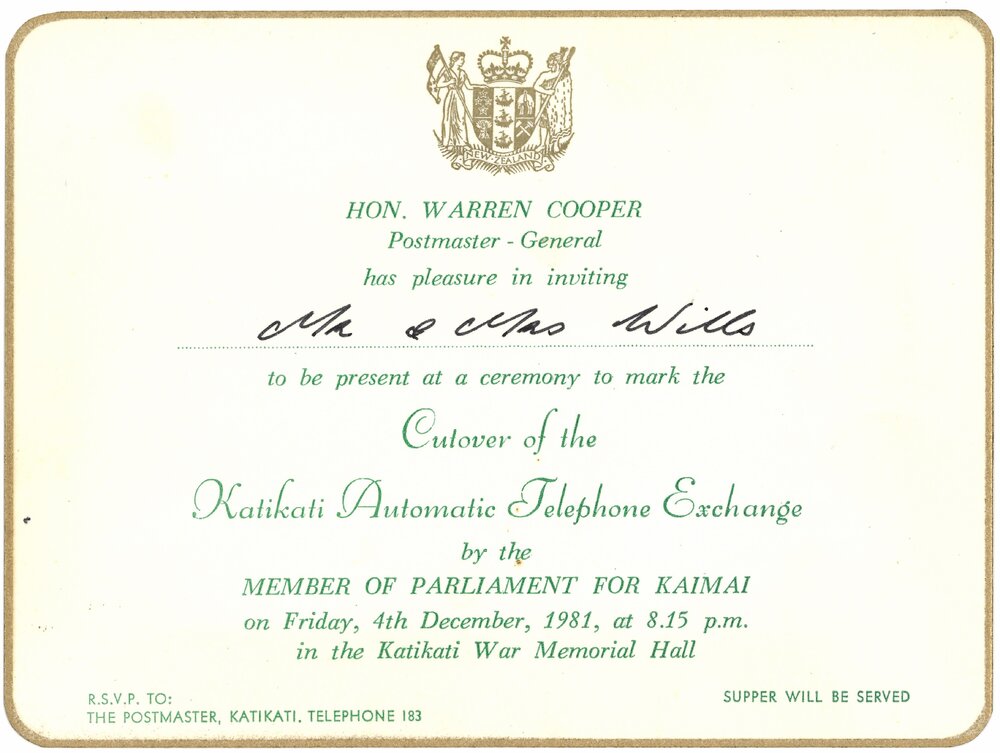 NEW ZEALAND
HON. WARREN COOPER
Postmaster - General
has pleasure in inviting
Mr & Mrs Wills
to be present at a ceremony to mark the
Cutover of the
Katikati Automatic Telephone Exchange
by the
MEMBER OF PARLIAMENT FOR KAIMAI
on Friday, 4th December, 1981, at 8.15 p.m.
in the Katikati War Memorial Hall
R.S.V.P. TO:
THE POSTMASTER, KATIKATI. TELEPHONE 183
SUPPER WILL BE SERVED